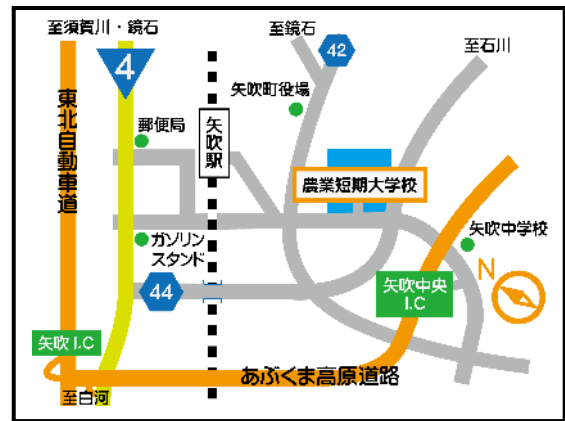 至須賀川・鏡石
至鏡石
至石川
4
42
矢吹町役場
東北自動車道
郵便局
矢吹駅
農業短期大学校
矢吹中学校
ガソリン
スタンド
N
44
矢吹中央
I.C
矢吹 I.C
あぶくま高原道路
至白河